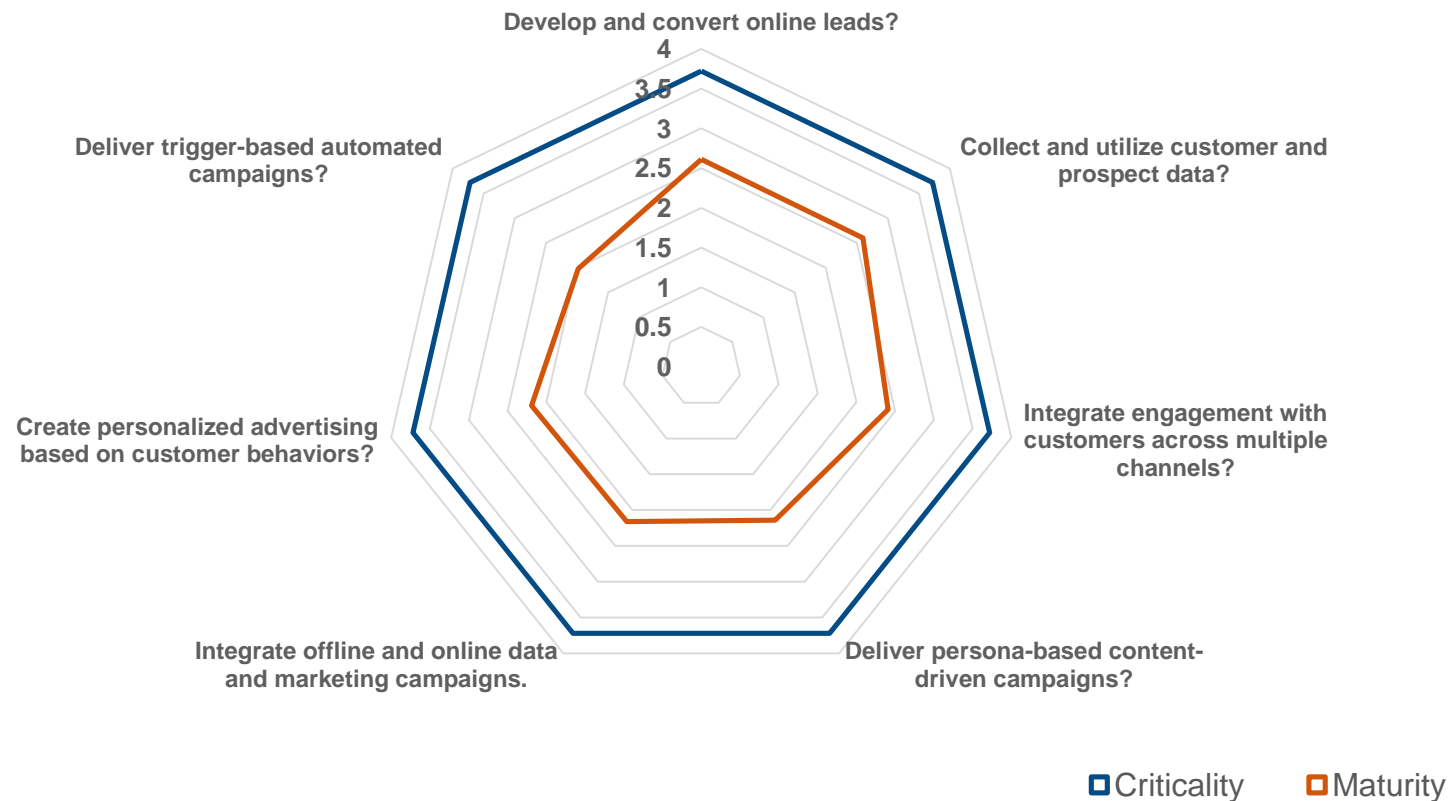 Develop and convert online leads?
4
3.5
3
2.5
2
1.5
1
0.5
0
Collect and utilize customer and
prospect data?
Integrate engagement with
customers across multiple
channels?
Deliver persona-based content-
driven campaigns?
Integrate offline and online data
and marketing campaigns.
Create personalized advertising
based on customer behaviors?
Deliver trigger-based automated
campaigns?
Criticality
Maturity